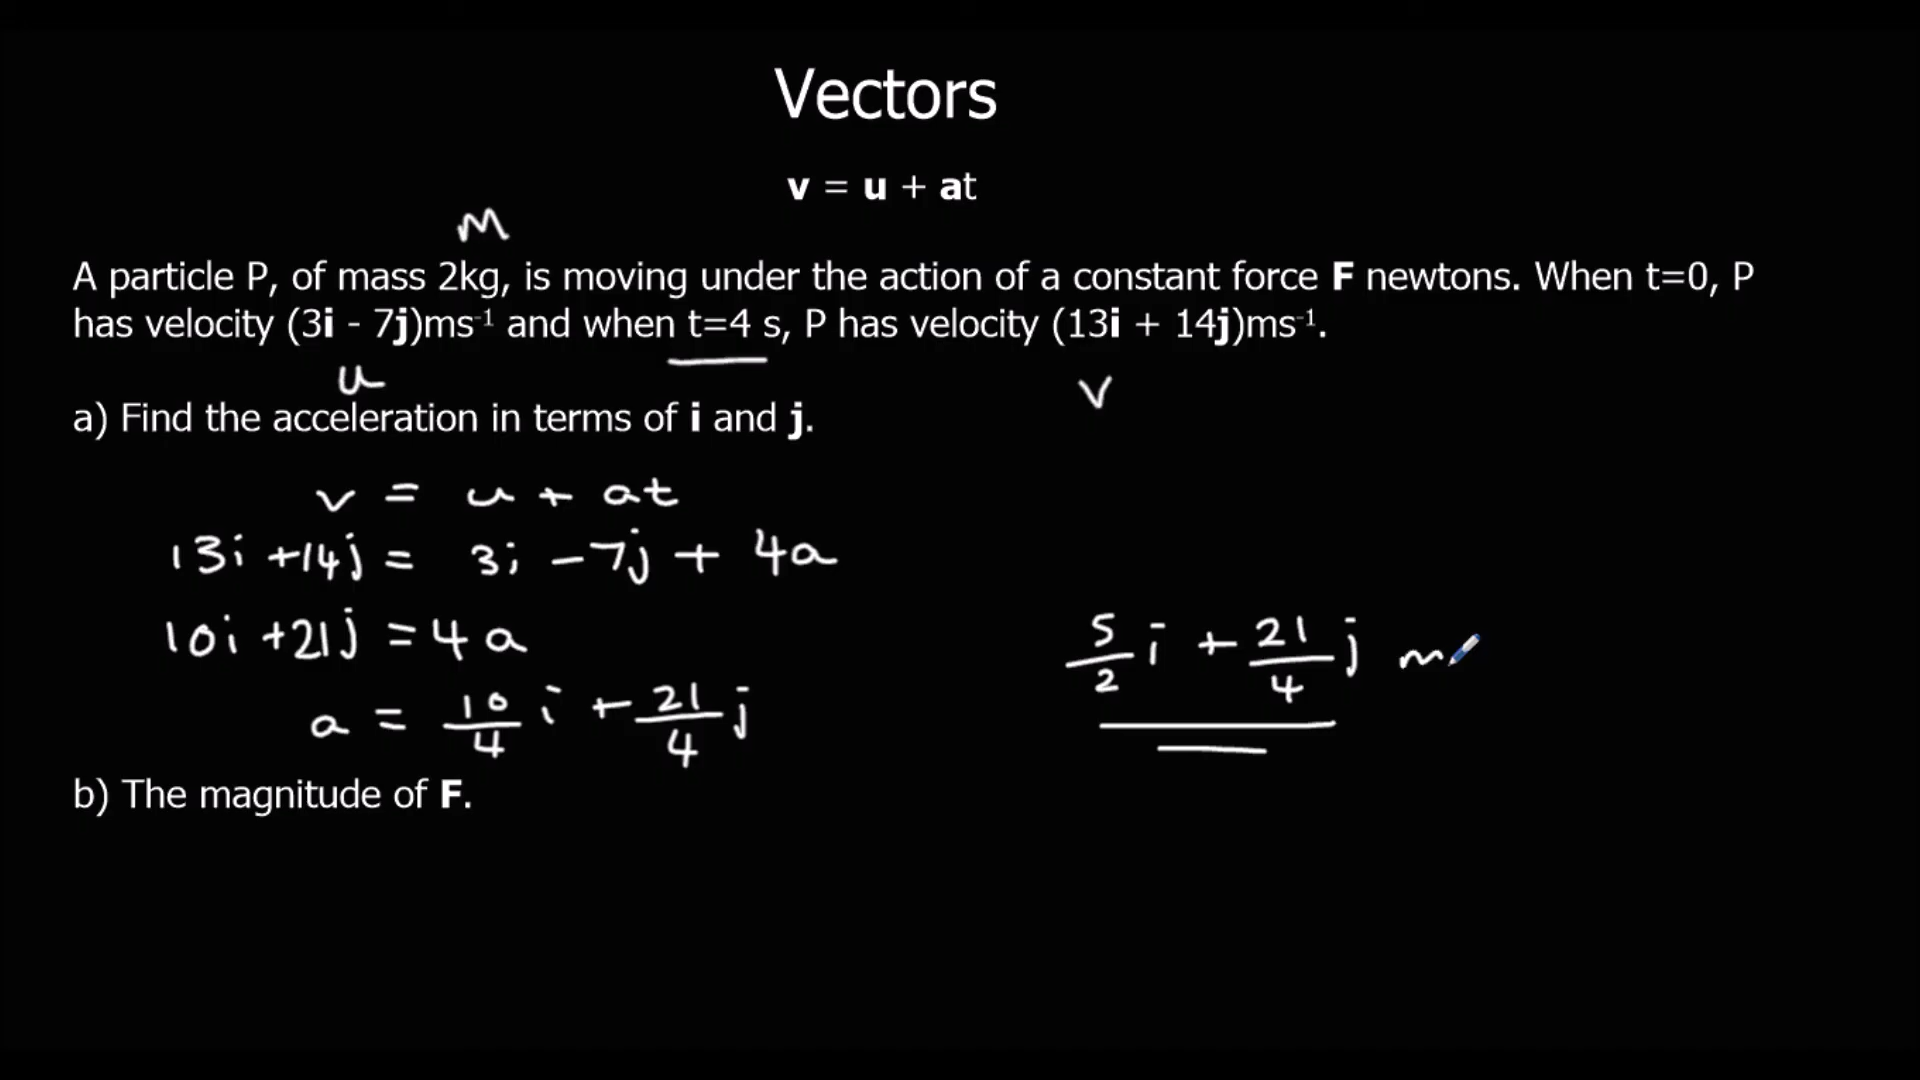 Vectors
v = u + at
m
A particle P, of mass 2kg, is moving under the action of a constant force F newtons. When t=0, P
has velocity (3i - 7j)ms⁻¹ and when t=4 s, P has velocity (13i + 14j)ms⁻¹.
u
v
a) Find the acceleration in terms of i and j.
v = u + at
13i +14j = 3i - 7j + 4a
10i +21j = 4a
5/2 i + 21/4 j m
a = 10/4 i + 21/4 j
b) The magnitude of F.